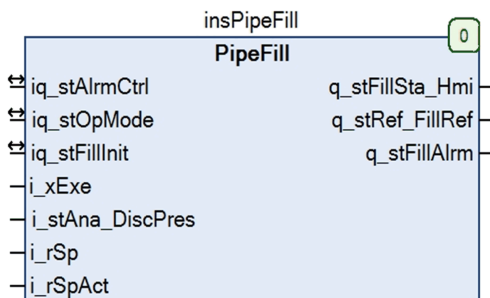 insPipeFill
0
PipeFill
iq_stAlrmCtrl q_stFillSta_Hmi
iq_stOpMode q_stRef_FillRef
iq_stFillInit q_stFillAlrm
i_xExe
i_stAna_DiscPres
i_rSp
i_rSpAct